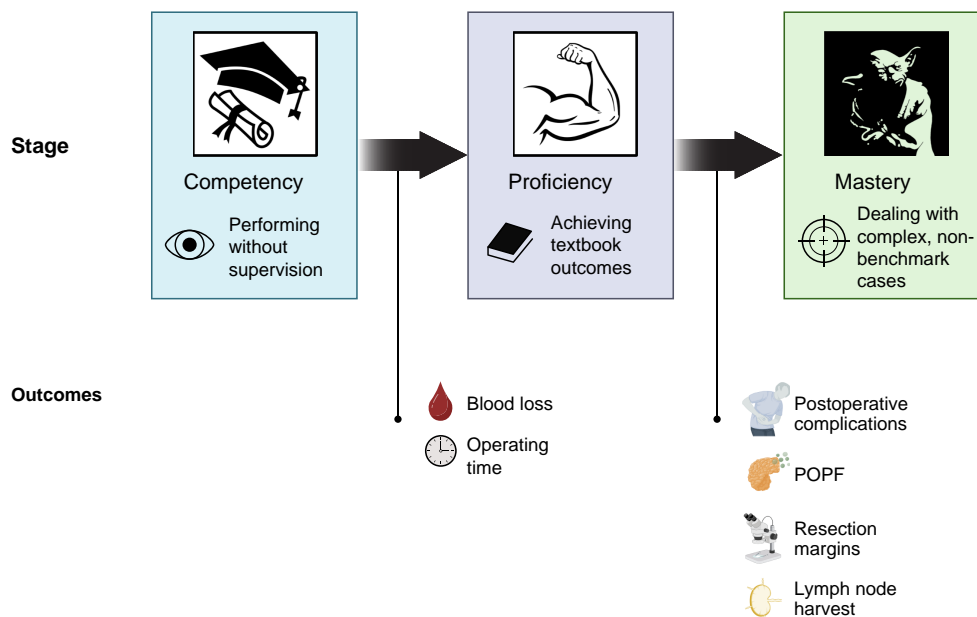 Stage
Competency
Performing
without
supervision
Proficiency
Achieving
textbook
outcomes
Mastery
Dealing with
complex, non-
benchmark
cases
Outcomes
Blood loss
Operating
time
Postoperative
complications
POPF
Resection
margins
Lymph node
harvest